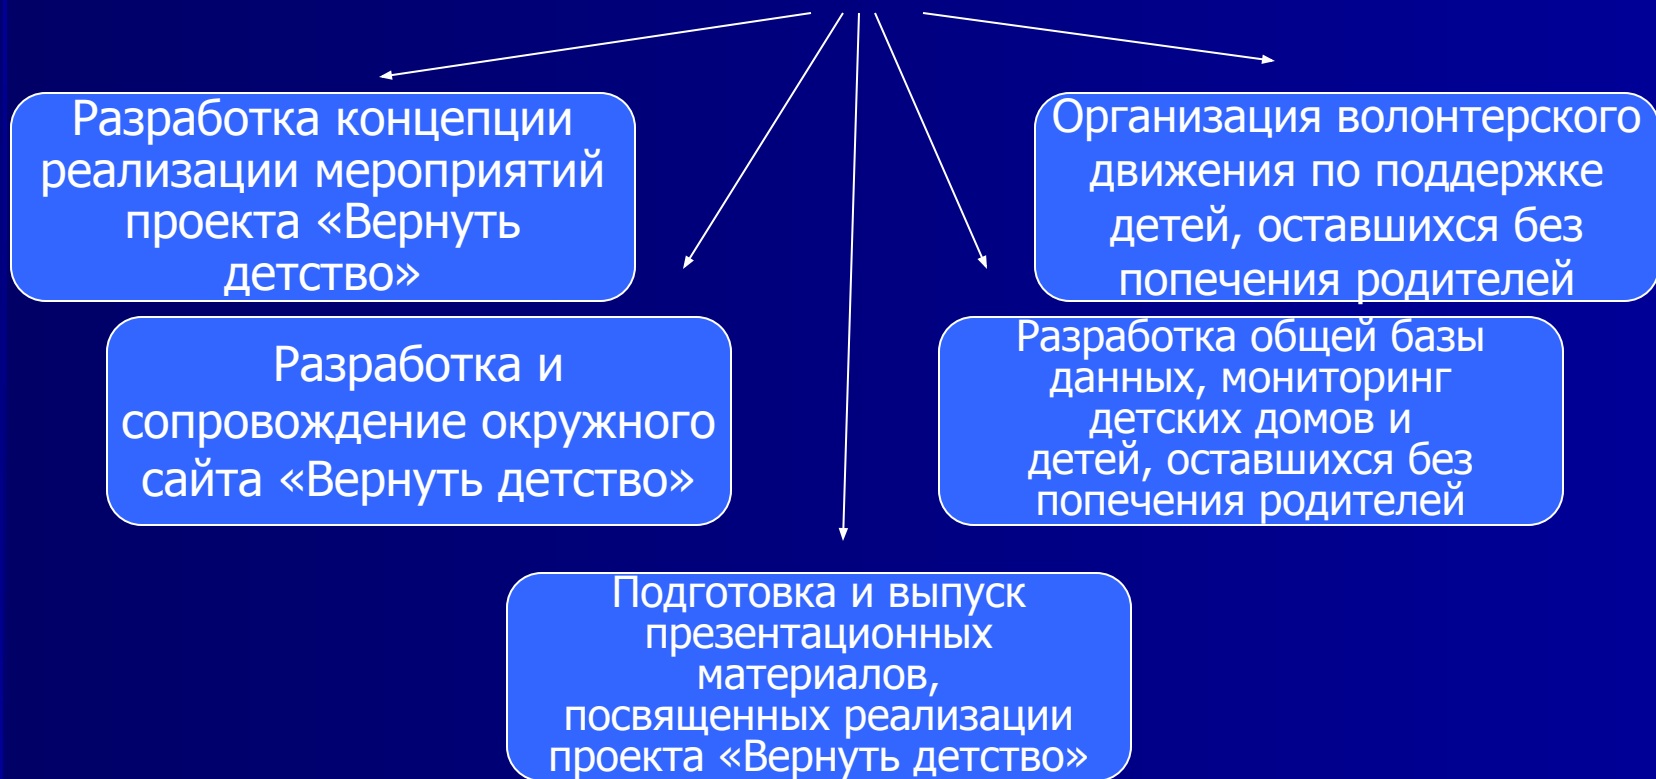 Разработка концепции
реализации мероприятий
проекта «Вернуть
детство»
Организация волонтерского
движения по поддержке
детей, оставшихся без
попечения родителей
Разработка и
сопровождение окружного
сайта «Вернуть детство»
Разработка общей базы
данных, мониторинг
детских домов и
детей, оставшихся без
попечения родителей
Подготовка и выпуск
презентационных
материалов,
посвященных реализации
проекта «Вернуть детство»